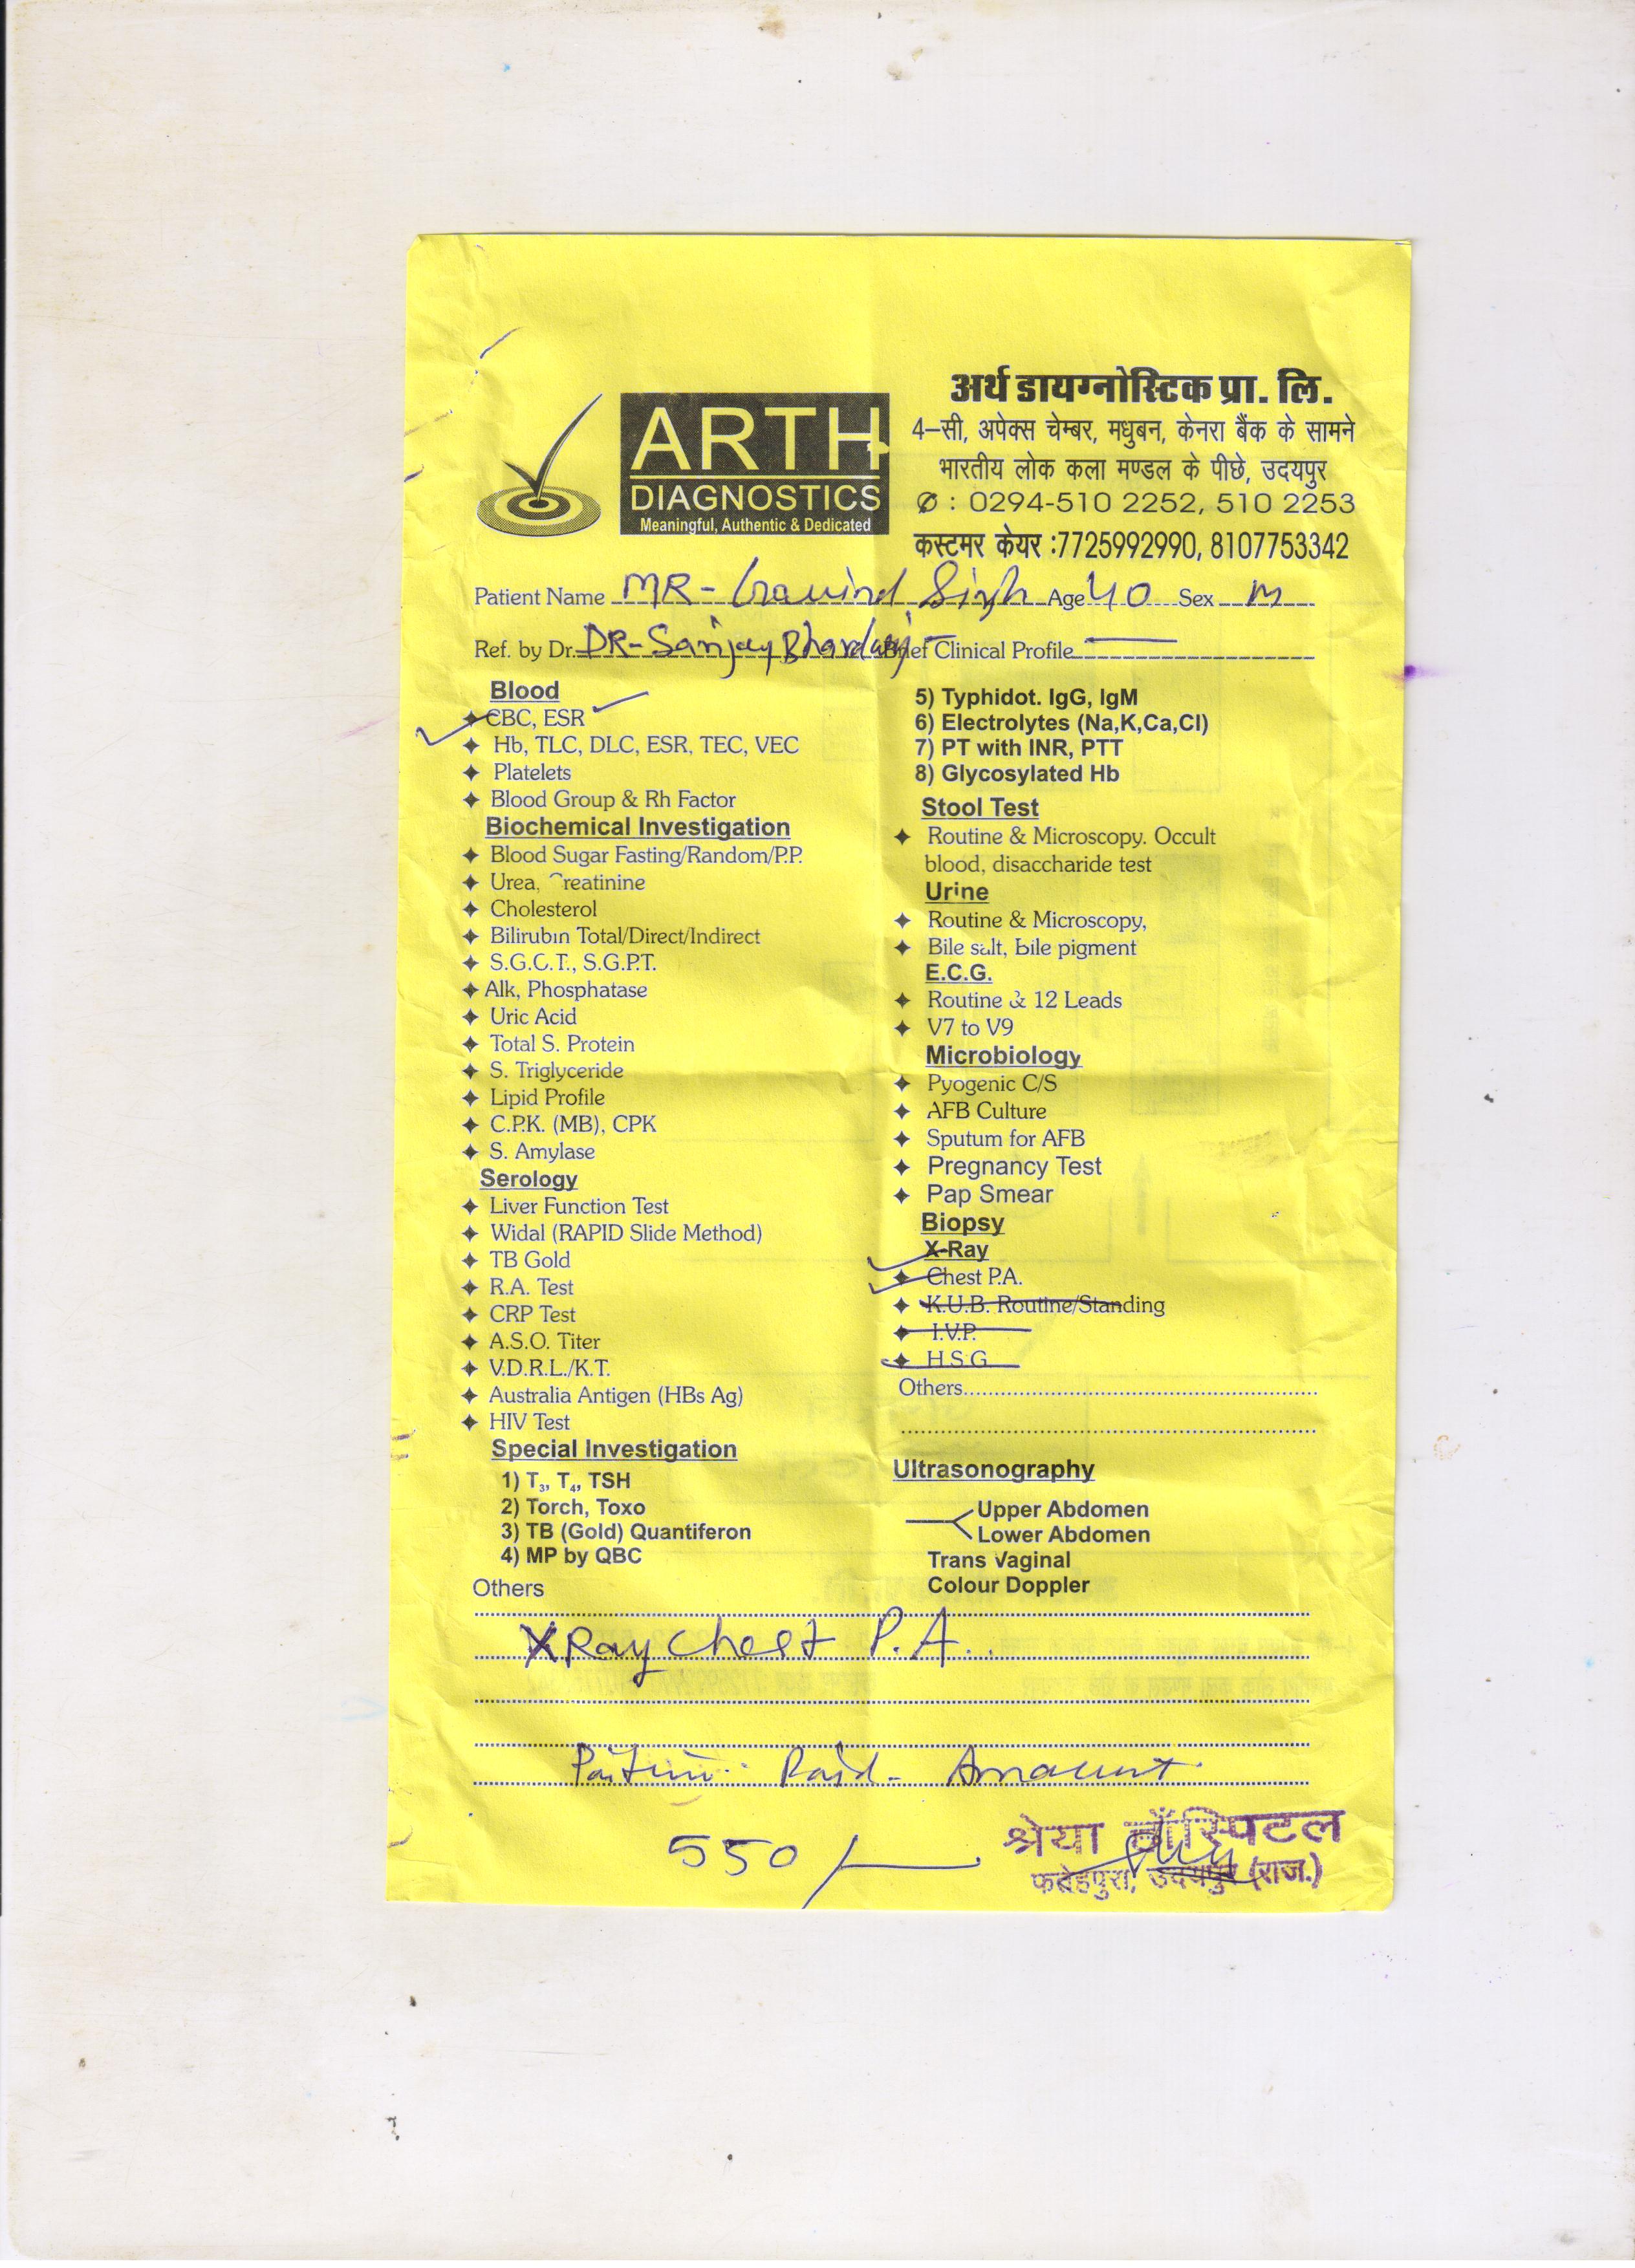 ARTH
DIAGNOSTICS
Meaningful, Authentic & Dedicated
अर्थ डायग्नोस्टिक प्रा. लि.
4–सी, अपेक्स चेम्बर, मधुबन, केनरा बैंक के सामने
भारतीय लोक कला मण्डल के पीछे, उदयपुर
✆ : 0294-510 2252, 510 2253
कस्टमर केयर :7725992990, 8107753342
Patient Name MR- Singh Age 40 Sex M
Ref. by Dr. DR- Sanjay Bhardwaj Brief Clinical Profile
Blood
CBC, ESR
Hb, TLC, DLC, ESR, TEC, VEC
Platelets
Blood Group & Rh Factor
Biochemical Investigation
Blood Sugar Fasting/Random/P.P.
Urea, Creatinine
Cholesterol
Bilirubin Total/Direct/Indirect
S.G.C.T., S.G.P.T.
Alk, Phosphatase
Uric Acid
Total S. Protein
S. Triglyceride
Lipid Profile
C.P.K. (MB), CPK
S. Amylase
Serology
Liver Function Test
Widal (RAPID Slide Method)
TB Gold
R.A. Test
CRP Test
A.S.O. Titer
V.D.R.L./K.T.
Australia Antigen (HBs Ag)
HIV Test
Special Investigation
1) T3, T4, TSH
2) Torch, Toxo
3) TB (Gold) Quantiferon
4) MP by QBC
Others
5) Typhidot. IgG, IgM
6) Electrolytes (Na,K,Ca,Cl)
7) PT with INR, PTT
8) Glycosylated Hb
Stool Test
Routine & Microscopy. Occult
blood, disaccharide test
Urine
Routine & Microscopy,
Bile salt, Bile pigment
E.C.G.
Routine & 12 Leads
V7 to V9
Microbiology
Pyogenic C/S
AFB Culture
Sputum for AFB
Pregnancy Test
Pap Smear
Biopsy
X-Ray
Chest P.A.
K.U.B. Routine/Standing
I.V.P.
H.S.G
Others
Ultrasonography
Upper Abdomen
Lower Abdomen
Trans Vaginal
Colour Doppler
X Ray Chest P.A.
Paid- Amount
550/-
श्रेया हॉस्पिटल
फतेहपुरा, उदयपुर (राज.)